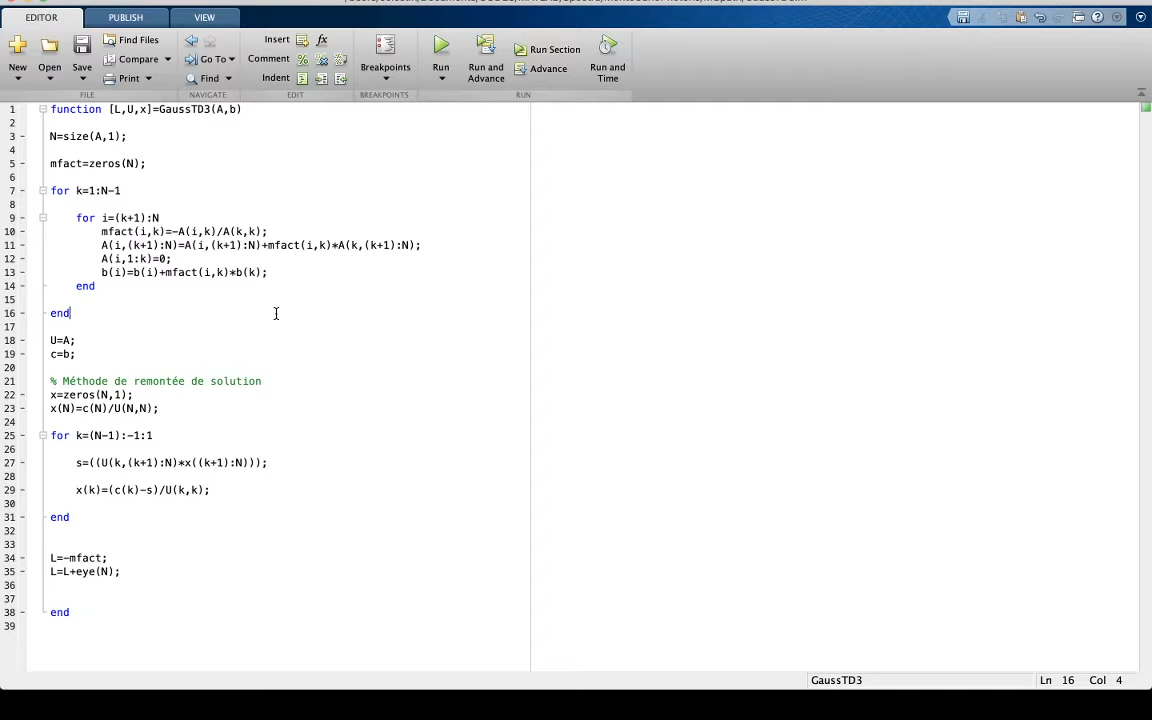 EDITOR PUBLISH VIEW
New Open Save Find Files Compare Print
Go To Find
Insert Comment Indent
Breakpoints
Run Run and Advance Run Section Advance Run and Time
FILE NAVIGATE EDIT BREAKPOINTS RUN
1 function [L,U,x]=GaussTD3(A,b)
2
3 N=size(A,1);
4
5 mfact=zeros(N);
6
7 for k=1:N-1
8
9 for i=(k+1):N
10 mfact(i,k)=-A(i,k)/A(k,k);
11 A(i,(k+1):N)=A(i,(k+1):N)+mfact(i,k)*A(k,(k+1):N);
12 A(i,1:k)=0;
13 b(i)=b(i)+mfact(i,k)*b(k);
14 end
15
16 end
17
18 U=A;
19 c=b;
20
21 % Méthode de remontée de solution
22 x=zeros(N,1);
23 x(N)=c(N)/U(N,N);
24
25 for k=(N-1):-1:1
26
27 s=((U(k,(k+1):N)*x((k+1):N)));
28
29 x(k)=(c(k)-s)/U(k,k);
30
31 end
32
33
34 L=-mfact;
35 L=L+eye(N);
36
37
38 end
39
GaussTD3 Ln 16 Col 4